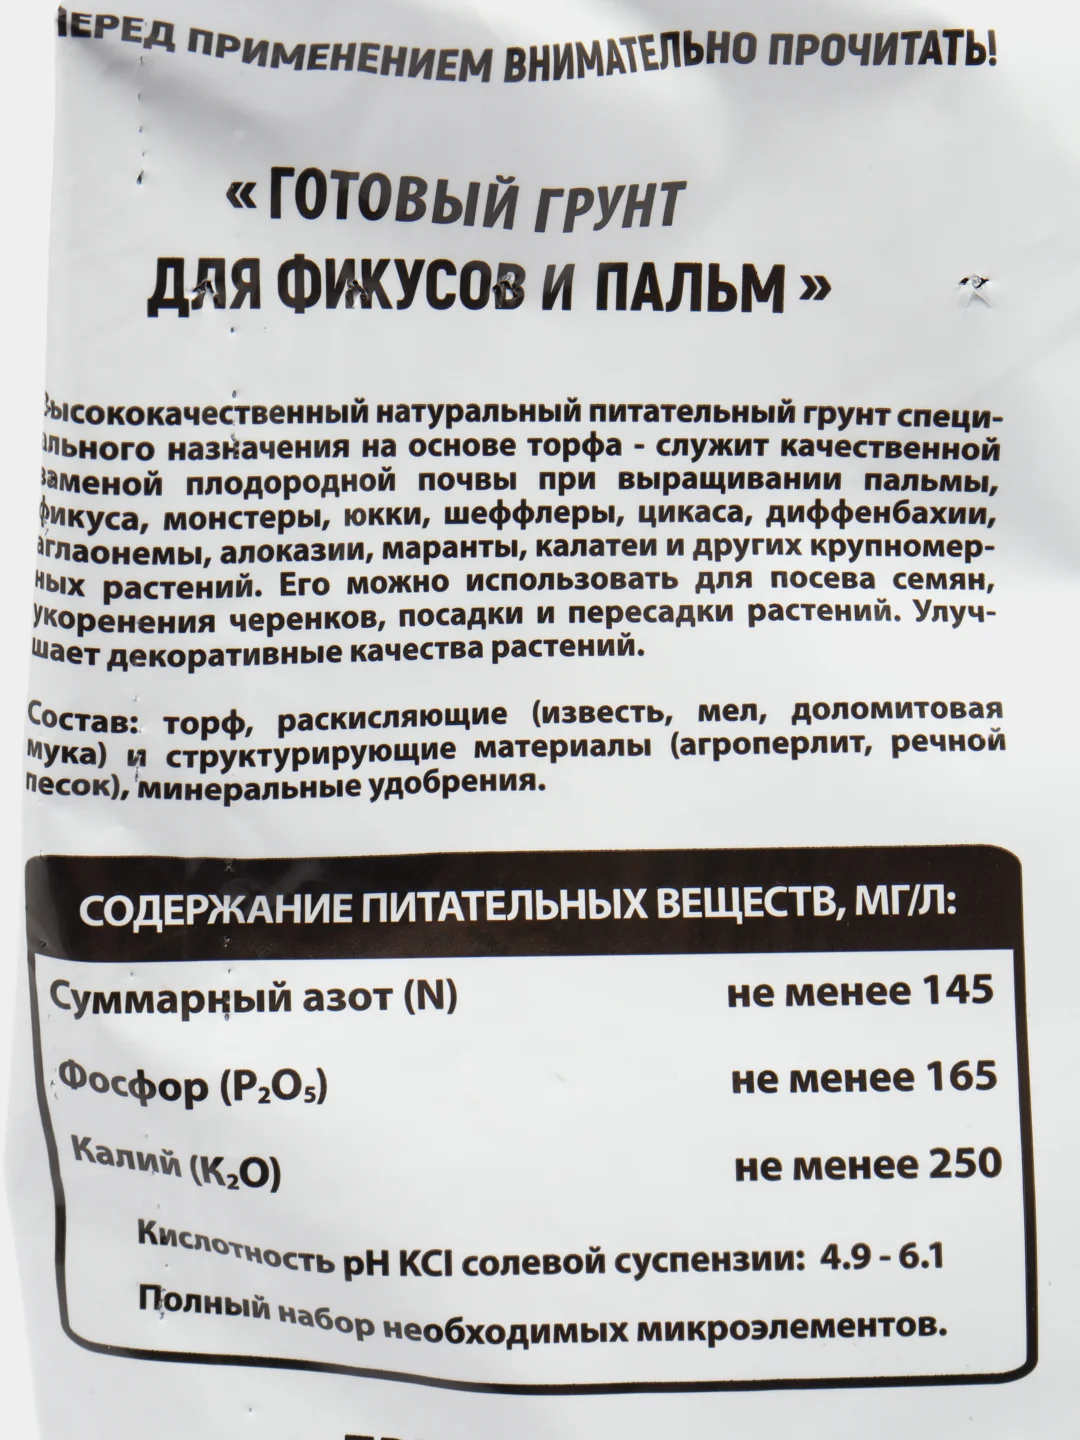 ПЕРЕД ПРИМЕНЕНИЕМ ВНИМАТЕЛЬНО ПРОЧИТАТЬ!
« ГОТОВЫЙ ГРУНТ
ДЛЯ ФИКУСОВ И ПАЛЬМ »
Высококачественный натуральный питательный грунт специ-
ального назначения на основе торфа - служит качественной
заменой плодородной почвы при выращивании пальмы,
фикуса, монстеры, юкки, шеффлеры, цикаса, диффенбахии,
аглаонемы, алоказии, маранты, калатеи и других крупномер-
ных растений. Его можно использовать для посева семян,
укоренения черенков, посадки и пересадки растений. Улуч-
шает декоративные качества растений.
Состав: торф, раскисляющие (известь, мел, доломитовая
мука) и структурирующие материалы (агроперлит, речной
песок), минеральные удобрения.
СОДЕРЖАНИЕ ПИТАТЕЛЬНЫХ ВЕЩЕСТВ, МГ/Л:
Суммарный азот (N) не менее 145
Фосфор (P₂O₅) не менее 165
Калий (K₂O) не менее 250
Кислотность pH KCl солевой суспензии: 4.9 - 6.1
Полный набор необходимых микроэлементов.